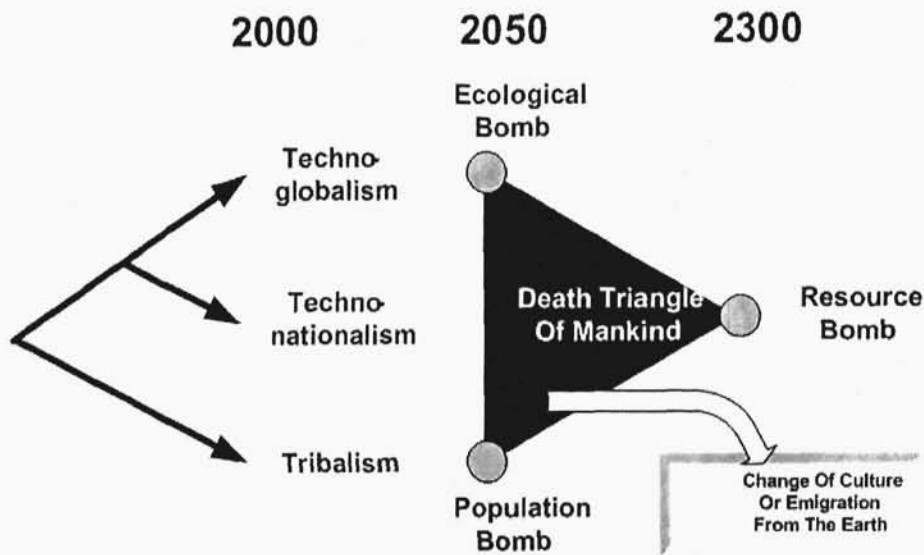 2000 2050 2300
Ecological
Bomb
Techno-
globalism
Techno-
nationalism
Tribalism
Death Triangle
Of Mankind
Resource
Bomb
Population
Bomb
Change Of Culture
Or Emigration
From The Earth